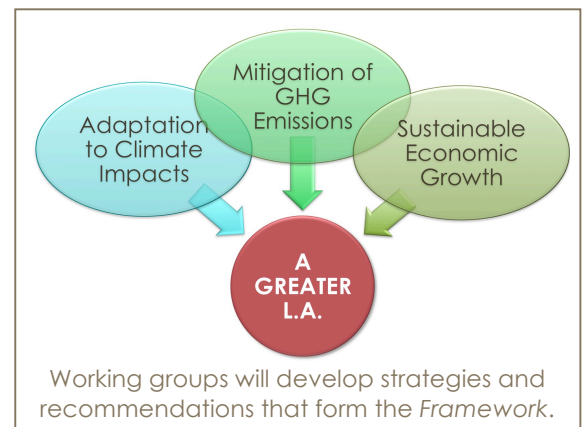 Mitigation of
GHG
Emissions
Adaptation
to Climate
Impacts
Sustainable
Economic
Growth
A
GREATER
L.A.
Working groups will develop strategies and
recommendations that form the Framework.